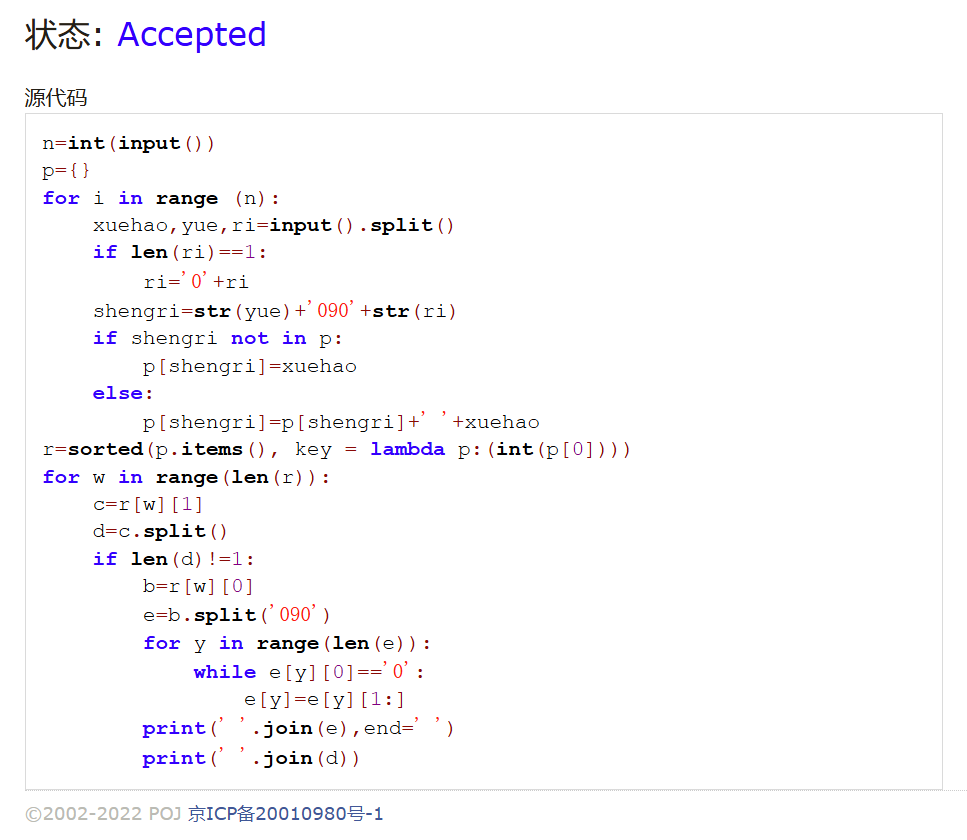 状态: Accepted
源代码
n=int(input())
p={}
for i in range (n):
    xuehao,yue,ri=input().split()
    if len(ri)==1:
        ri='0'+ri
    shengri=str(yue)+'090'+str(ri)
    if shengri not in p:
        p[shengri]=xuehao
    else:
        p[shengri]=p[shengri]+' '+xuehao
r=sorted(p.items(), key = lambda p:(int(p[0])))
for w in range(len(r)):
    c=r[w][1]
    d=c.split()
    if len(d)!=1:
        b=r[w][0]
        e=b.split('090')
        for y in range(len(e)):
            while e[y][0]=='0':
                e[y]=e[y][1:]
        print(' '.join(e),end=' ')
        print(' '.join(d))
©2002-2022 POJ 京ICP备20010980号-1